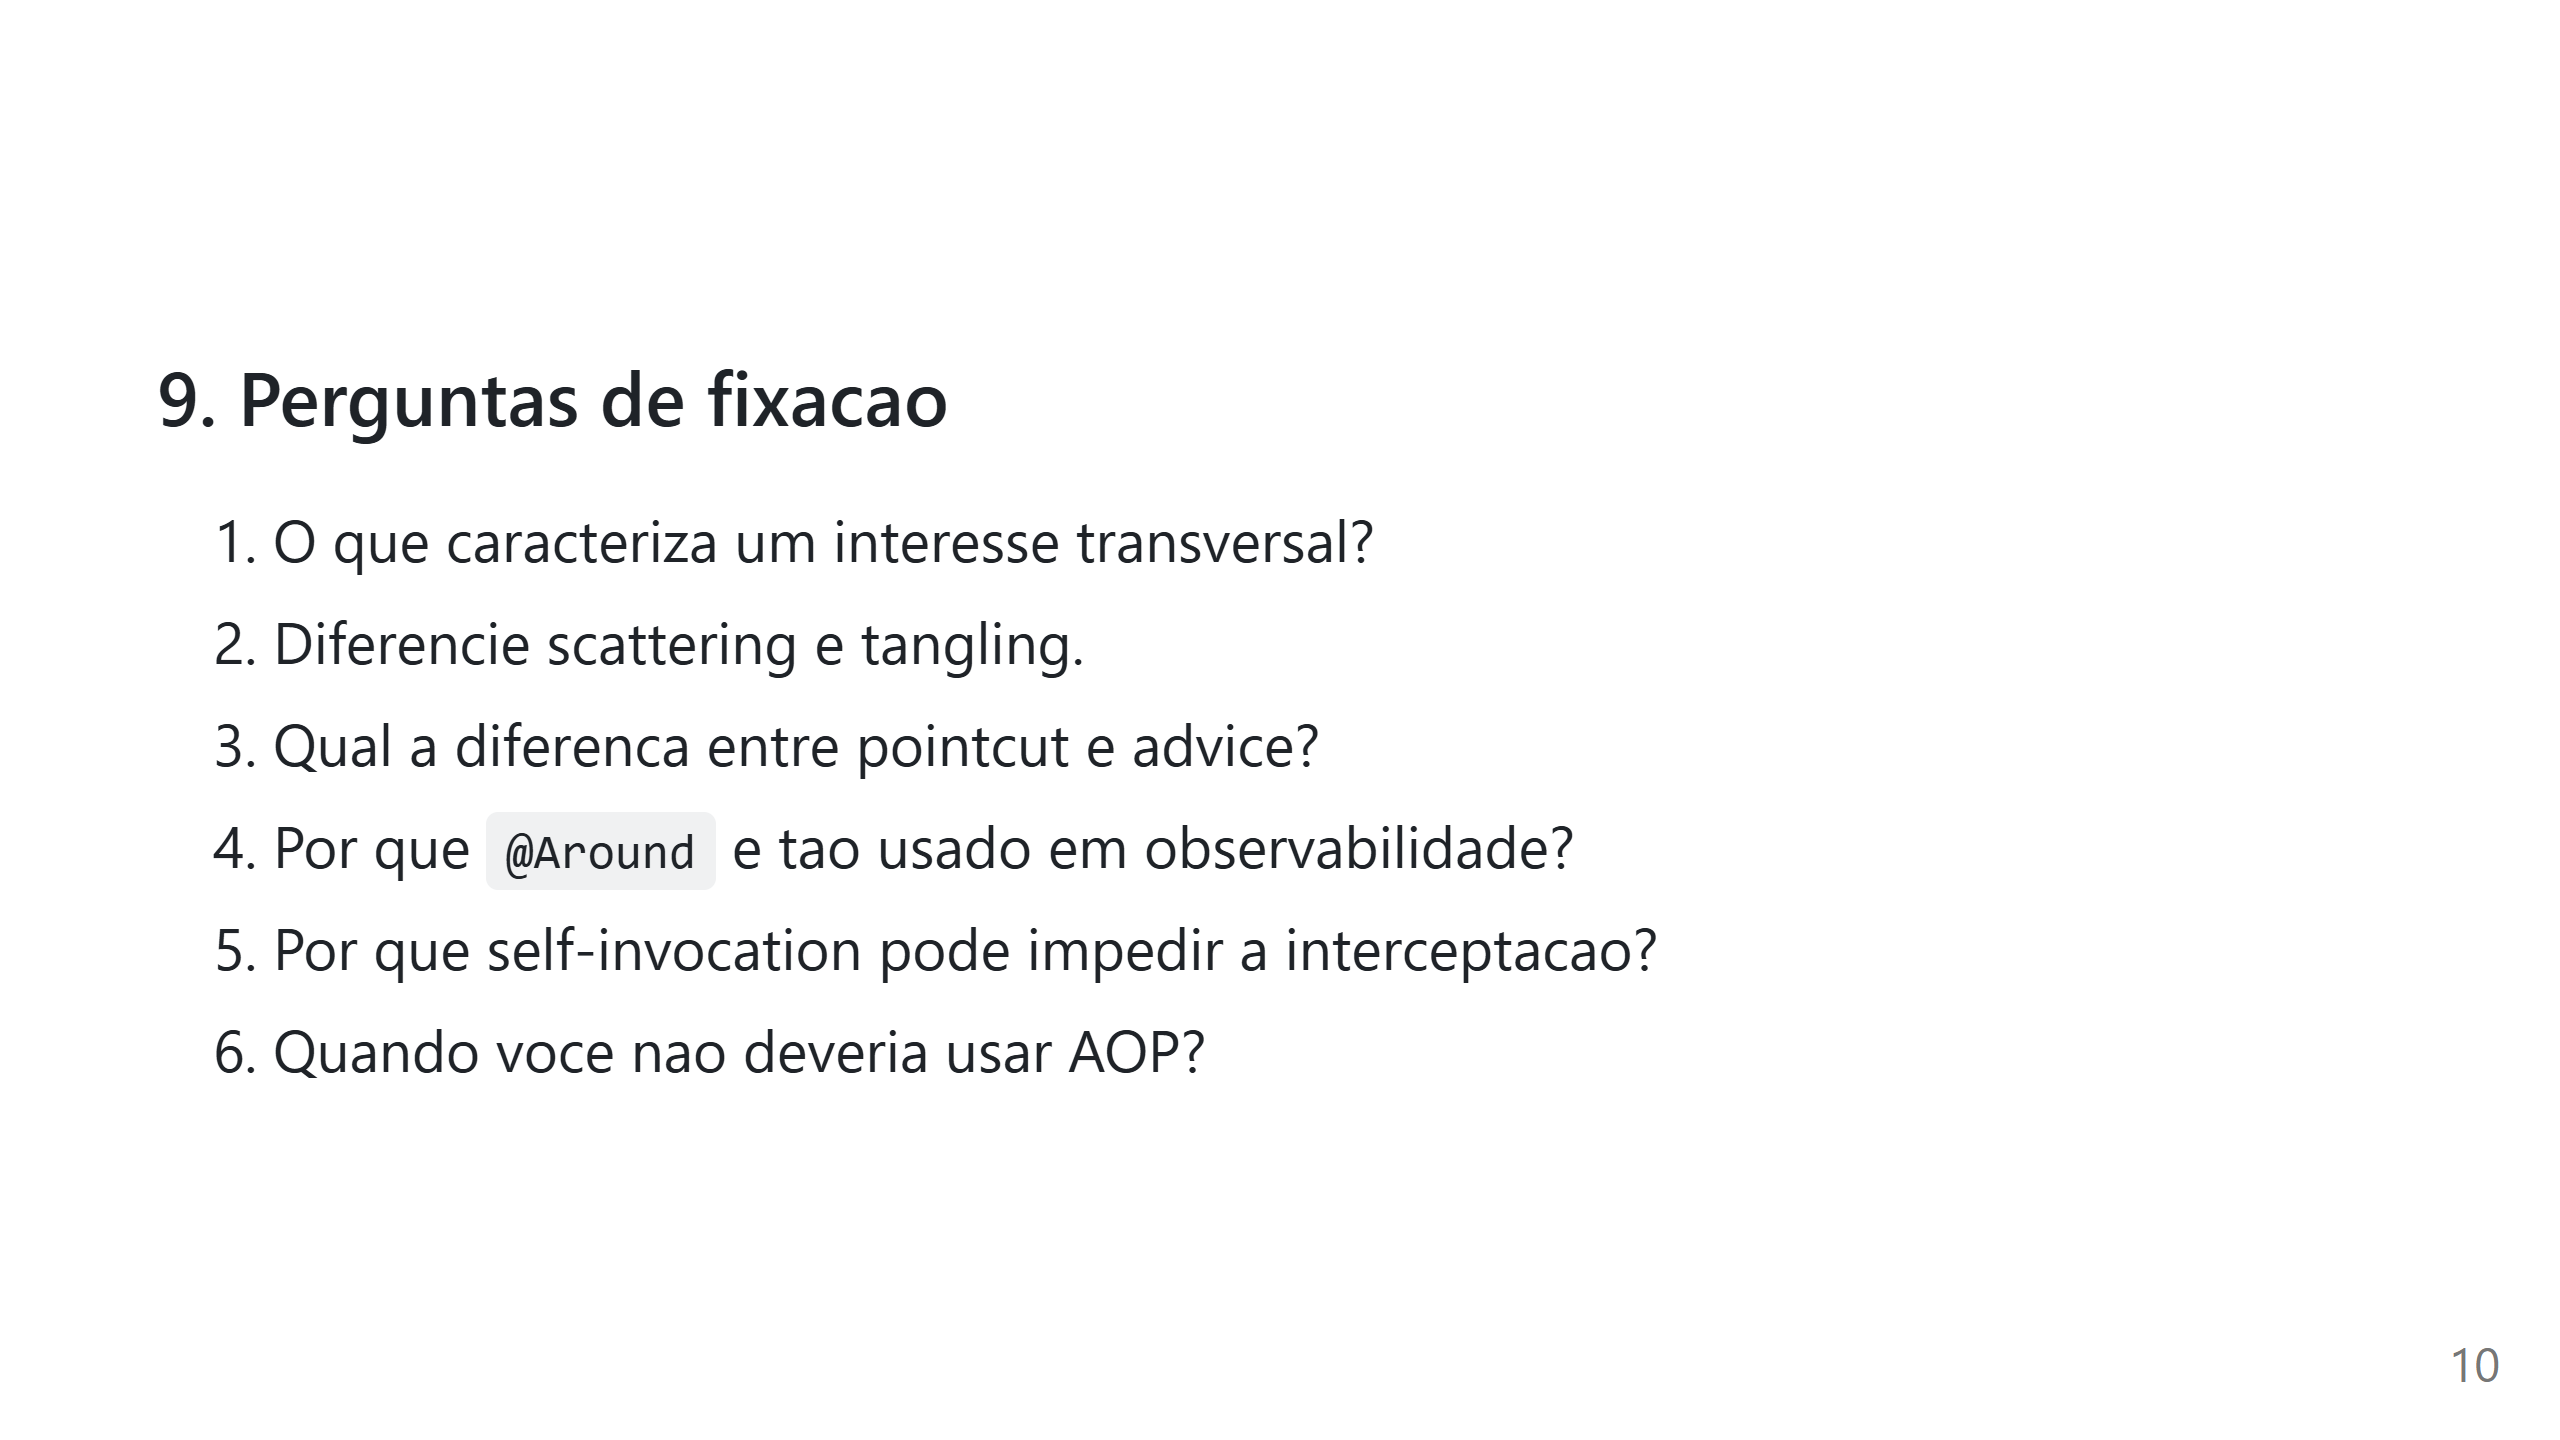 9. Perguntas de fixacao
1. O que caracteriza um interesse transversal?
2. Diferencie scattering e tangling.
3. Qual a diferenca entre pointcut e advice?
4. Por que @Around e tao usado em observabilidade?
5. Por que self-invocation pode impedir a interceptacao?
6. Quando voce nao deveria usar AOP?
10